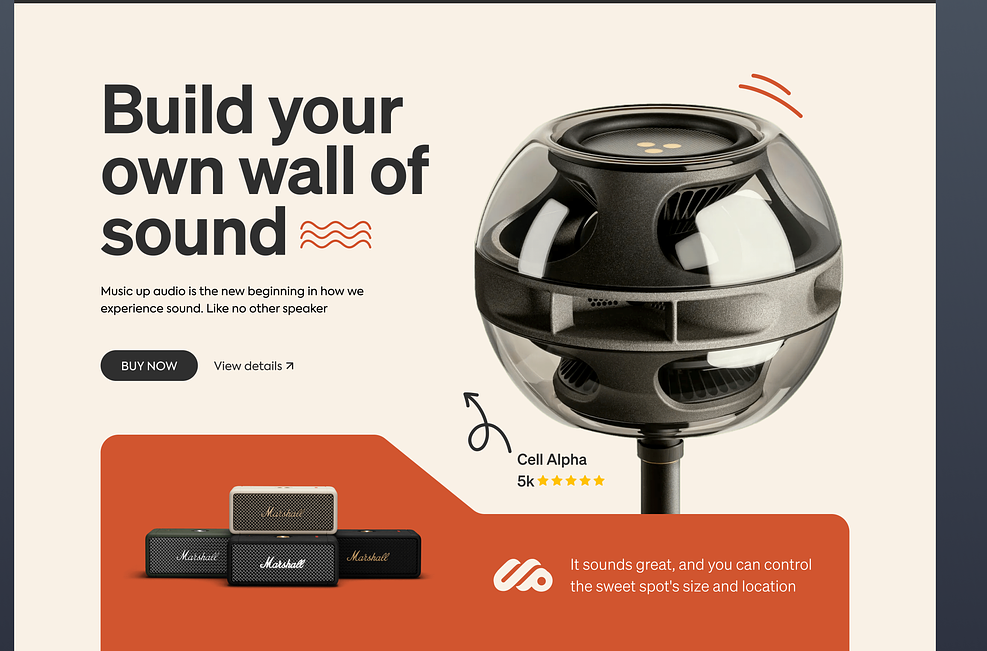 Build your
own wall of
sound
Music up audio is the new beginning in how we
experience sound. Like no other speaker
BUY NOW
View details
Cell Alpha
5k
Marshall
Marshall
Marshall
Marshall
It sounds great, and you can control
the sweet spot's size and location